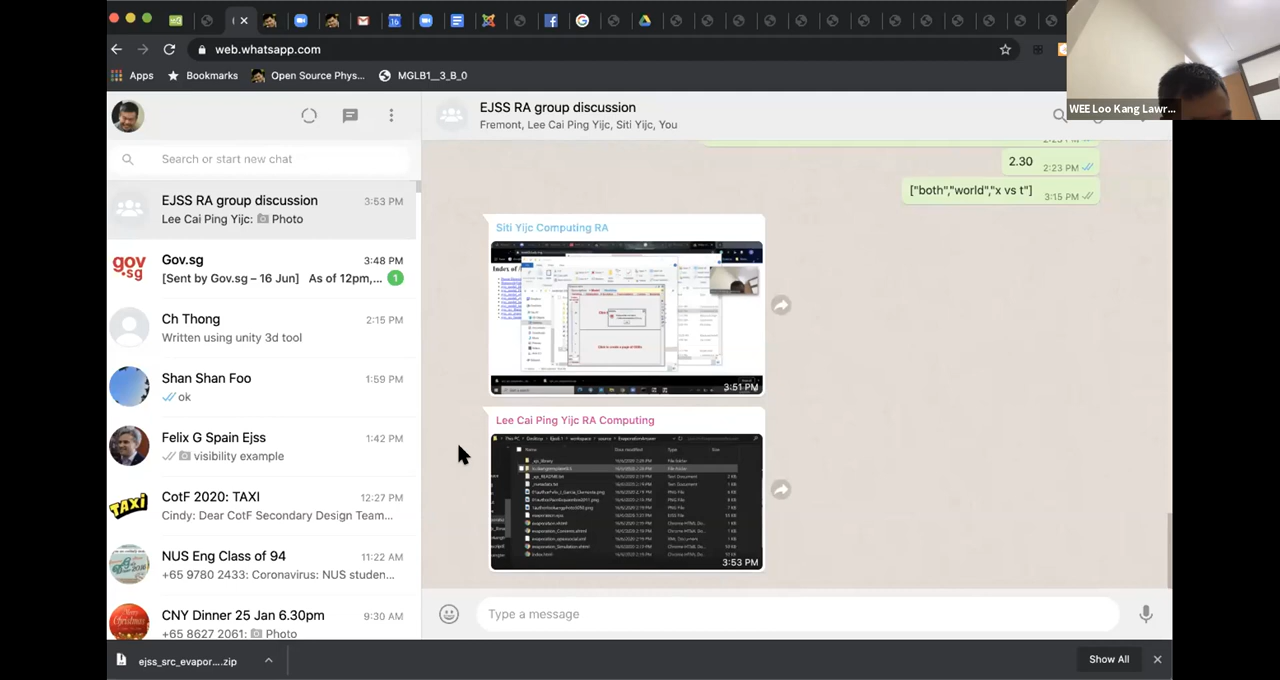 web.whatsapp.com
Apps
Bookmarks
Open Source Phys...
MGLB1__3_B_0
WEE Loo Kang Lawr...
Search or start new chat
EJSS RA group discussion
3:53 PM
Lee Cai Ping Yijc: Photo
Gov.sg
3:48 PM
[Sent by Gov.sg – 16 Jun] As of 12pm,...
1
Ch Thong
2:15 PM
Written using unity 3d tool
Shan Shan Foo
1:59 PM
ok
Felix G Spain Ejss
1:42 PM
visibility example
CotF 2020: TAXI
12:27 PM
Cindy: Dear CotF Secondary Design Team...
NUS Eng Class of 94
11:22 AM
+65 9780 2433: Coronavirus: NUS studen...
CNY Dinner 25 Jan 6.30pm
9:30 AM
+65 8627 2061: Photo
EJSS RA group discussion
Fremont, Lee Cai Ping Yijc, Siti Yijc, You
2.30
2:23 PM
["both","world","x vs t"]
3:15 PM
Siti Yijc Computing RA
3:51 PM
Lee Cai Ping Yijc RA Computing
3:53 PM
Type a message
ejss_src_evapor....zip
Show All